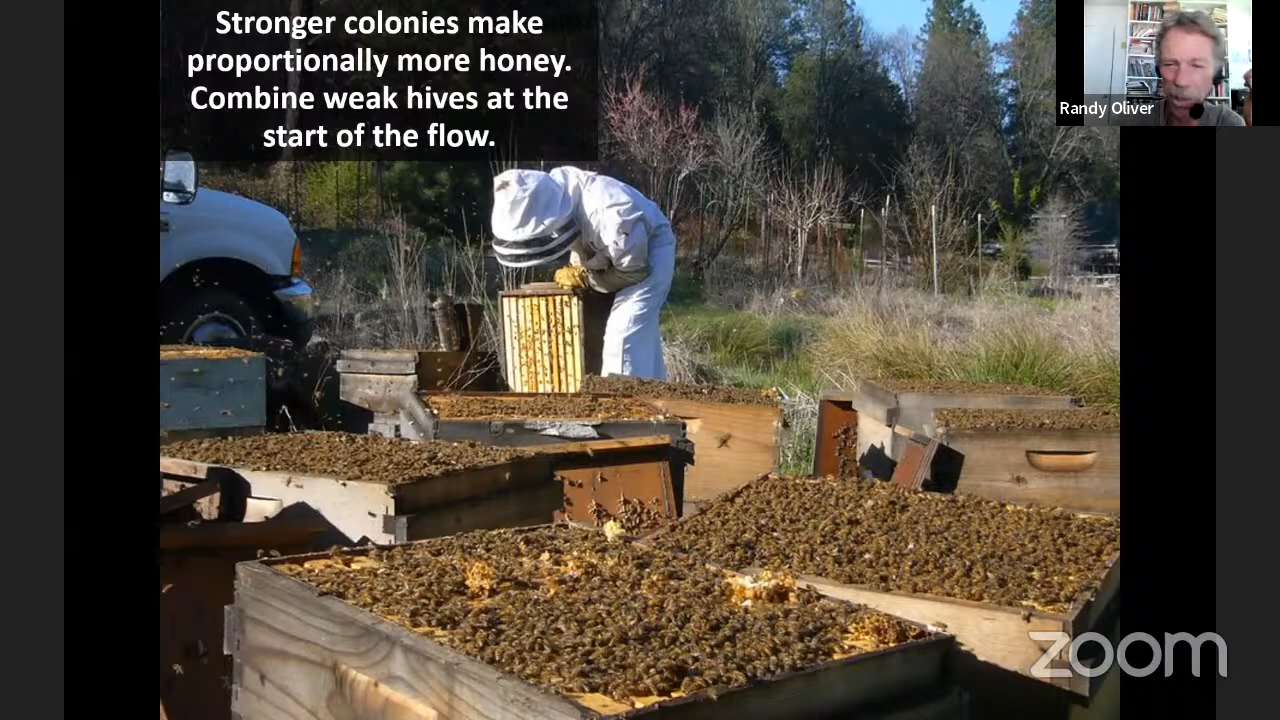 Stronger colonies make
proportionally more honey.
Combine weak hives at the
start of the flow.
Randy Oliver
zoom